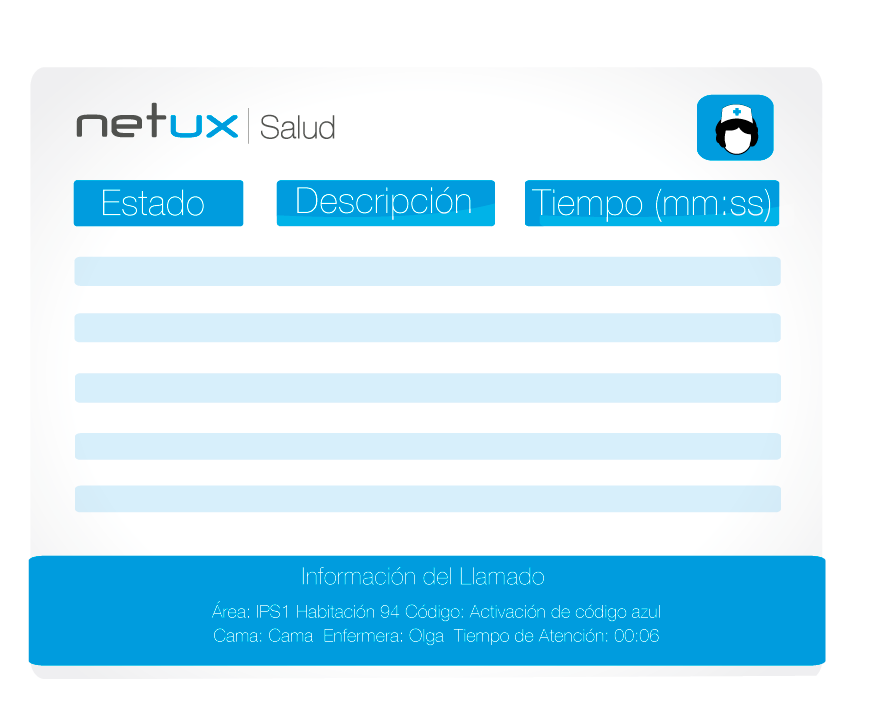 netux Salud
Estado Descripción Tiempo (mm:ss)
Información del Llamado
Área: IPS1 Habitación 94 Código: Activación de código azul
Cama: Cama Enfermera: Olga Tiempo de Atención: 00:06